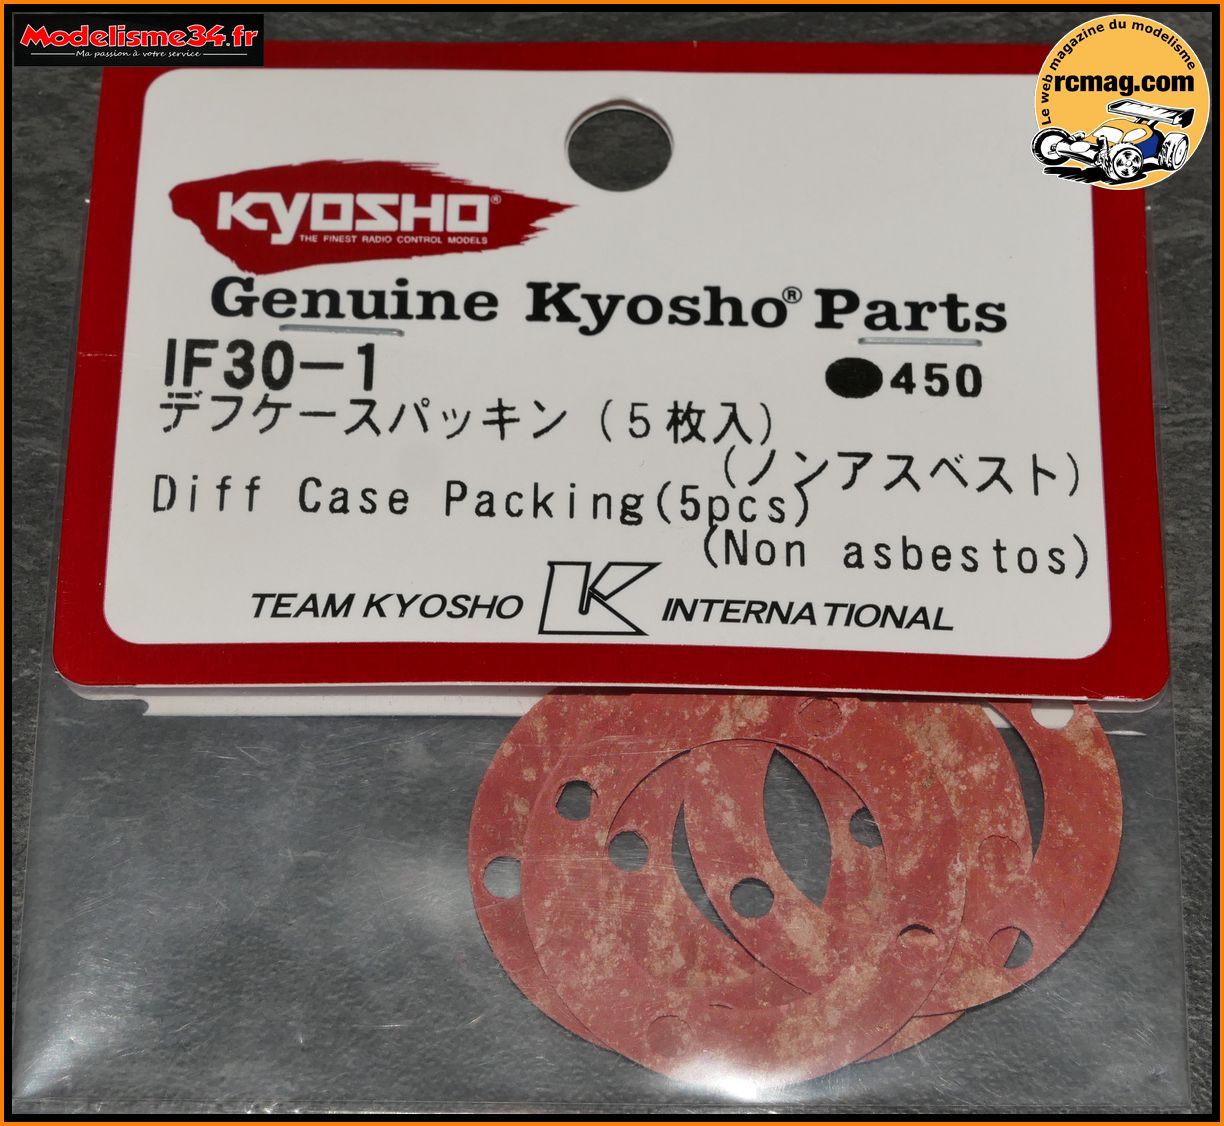 Modelisme34.fr
Ma passion à votre service
Le web magazine du modelisme
rcmag.com
KYOSHO®
THE FINEST RADIO CONTROL MODELS
Genuine Kyosho® Parts
IF30-1
●450
デフケースパッキン(5枚入)
(ノンアスベスト)
Diff Case Packing(5pcs)
(Non asbestos)
TEAM KYOSHO K INTERNATIONAL